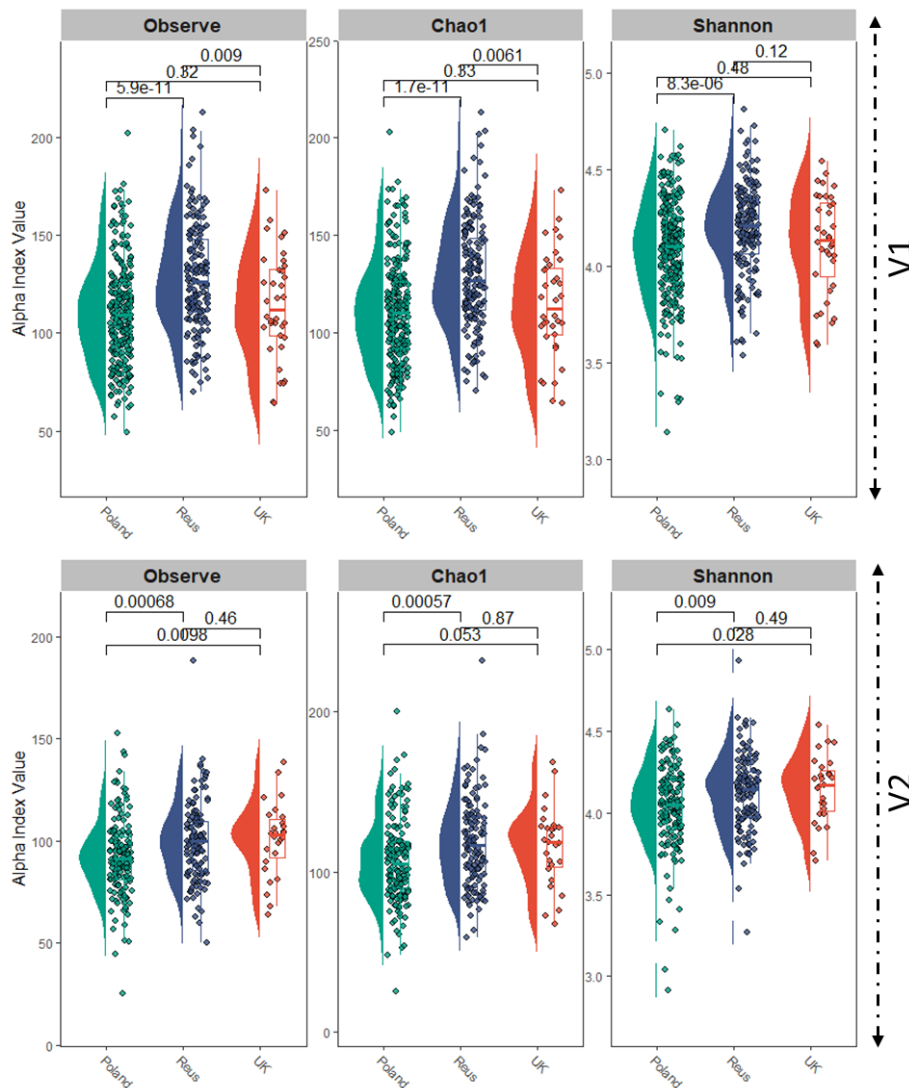 Observe
Chao1
Shannon
0.009
0.32
5.9e-11
0.0061
0.33
1.7e-11
0.12
0.48
8.3e-06
Alpha Index Value
200
150
100
50
250
200
150
100
50
5.0
4.5
4.0
3.5
3.0
Poland
Reus
UK
Poland
Reus
UK
Poland
Reus
UK
V1
Observe
Chao1
Shannon
0.00068
0.46
0.0098
0.00057
0.87
0.053
0.009
0.49
0.028
Alpha Index Value
200
150
100
50
0
200
100
0
5.0
4.5
4.0
3.5
3.0
Poland
Reus
UK
Poland
Reus
UK
Poland
Reus
UK
V2